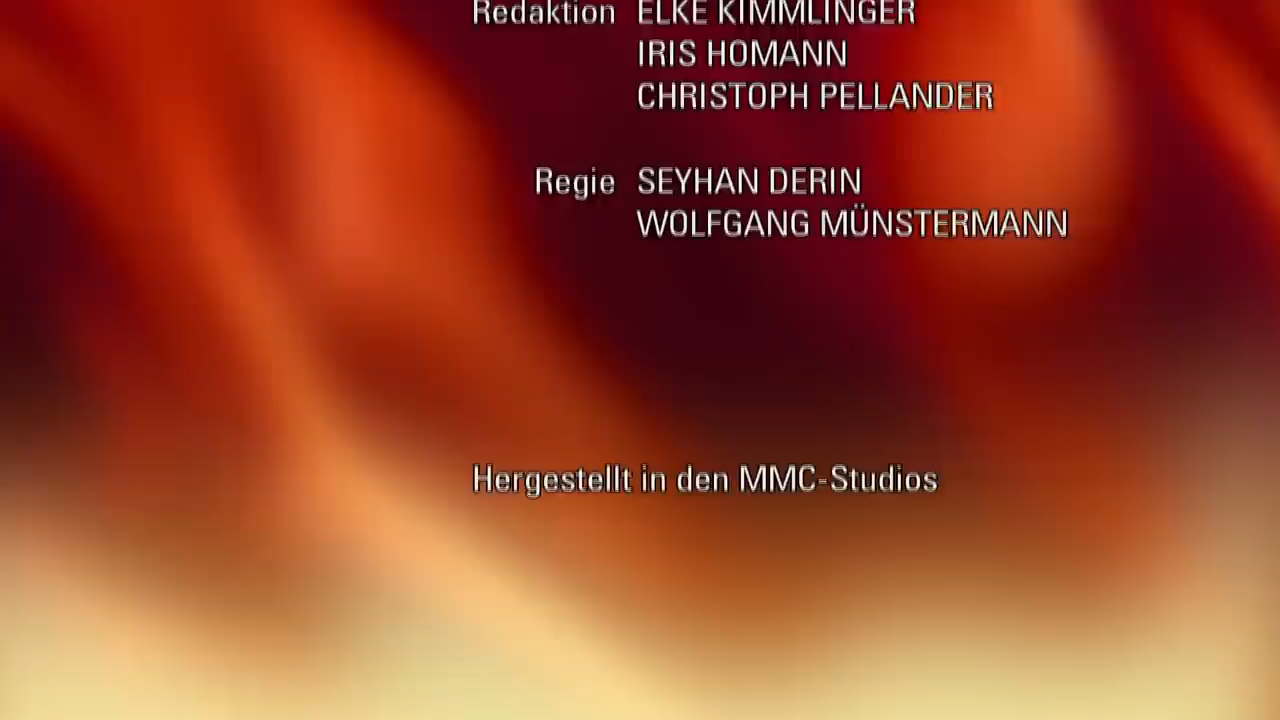 Redaktion ELKE KIMMLINGER
IRIS HOMANN
CHRISTOPH PELLANDER
Regie SEYHAN DERIN
WOLFGANG MÜNSTERMANN
Hergestellt in den MMC-Studios